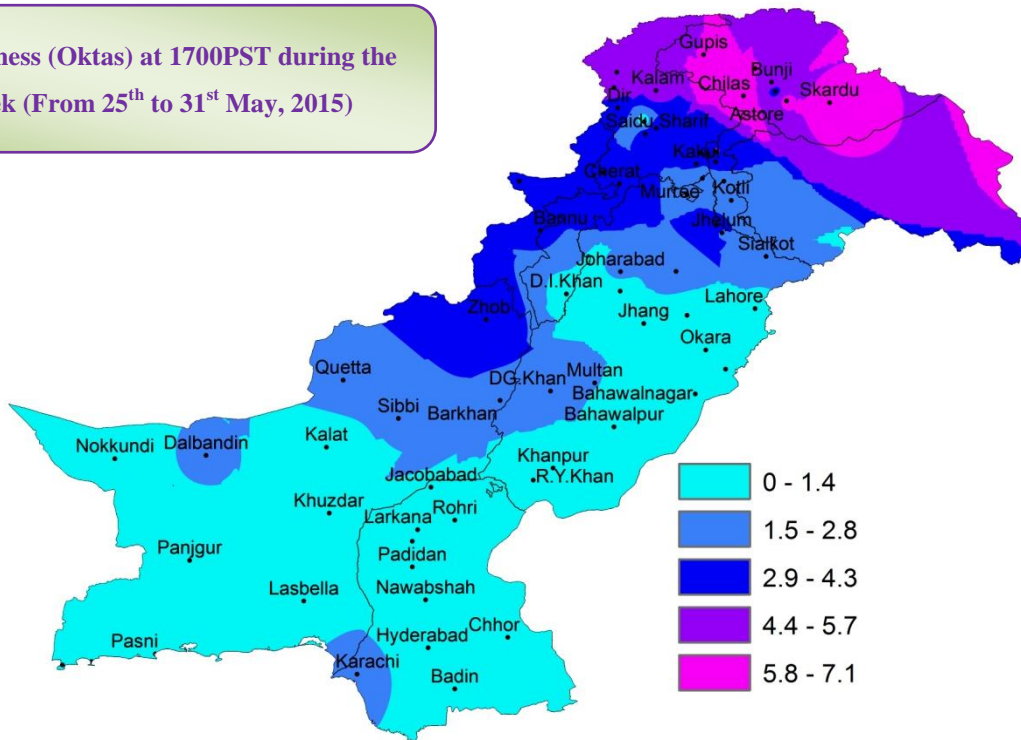 ness (Oktas) at 1700PST during the
ek (From 25th to 31st May, 2015)
Gupis
Bunji
Kalam
Chilas
Skardu
Dir
Astore
Saidu Sharif
Kakul
Cherat
Murree
Kotli
Bannu
Jhelum
Sialkot
Joharabad
D.I.Khan
Lahore
Zhob
Jhang
Okara
Quetta
DG.Khan
Multan
Bahawalnagar
Sibbi
Barkhan
Bahawalpur
Nokkundi
Dalbandin
Kalat
Khanpur
R.Y.Khan
Jacobabad
Khuzdar
Larkana
Rohri
Panjgur
Padidan
Lasbella
Nawabshah
Pasni
Hyderabad
Chhor
Karachi
Badin
0 - 1.4
1.5 - 2.8
2.9 - 4.3
4.4 - 5.7
5.8 - 7.1